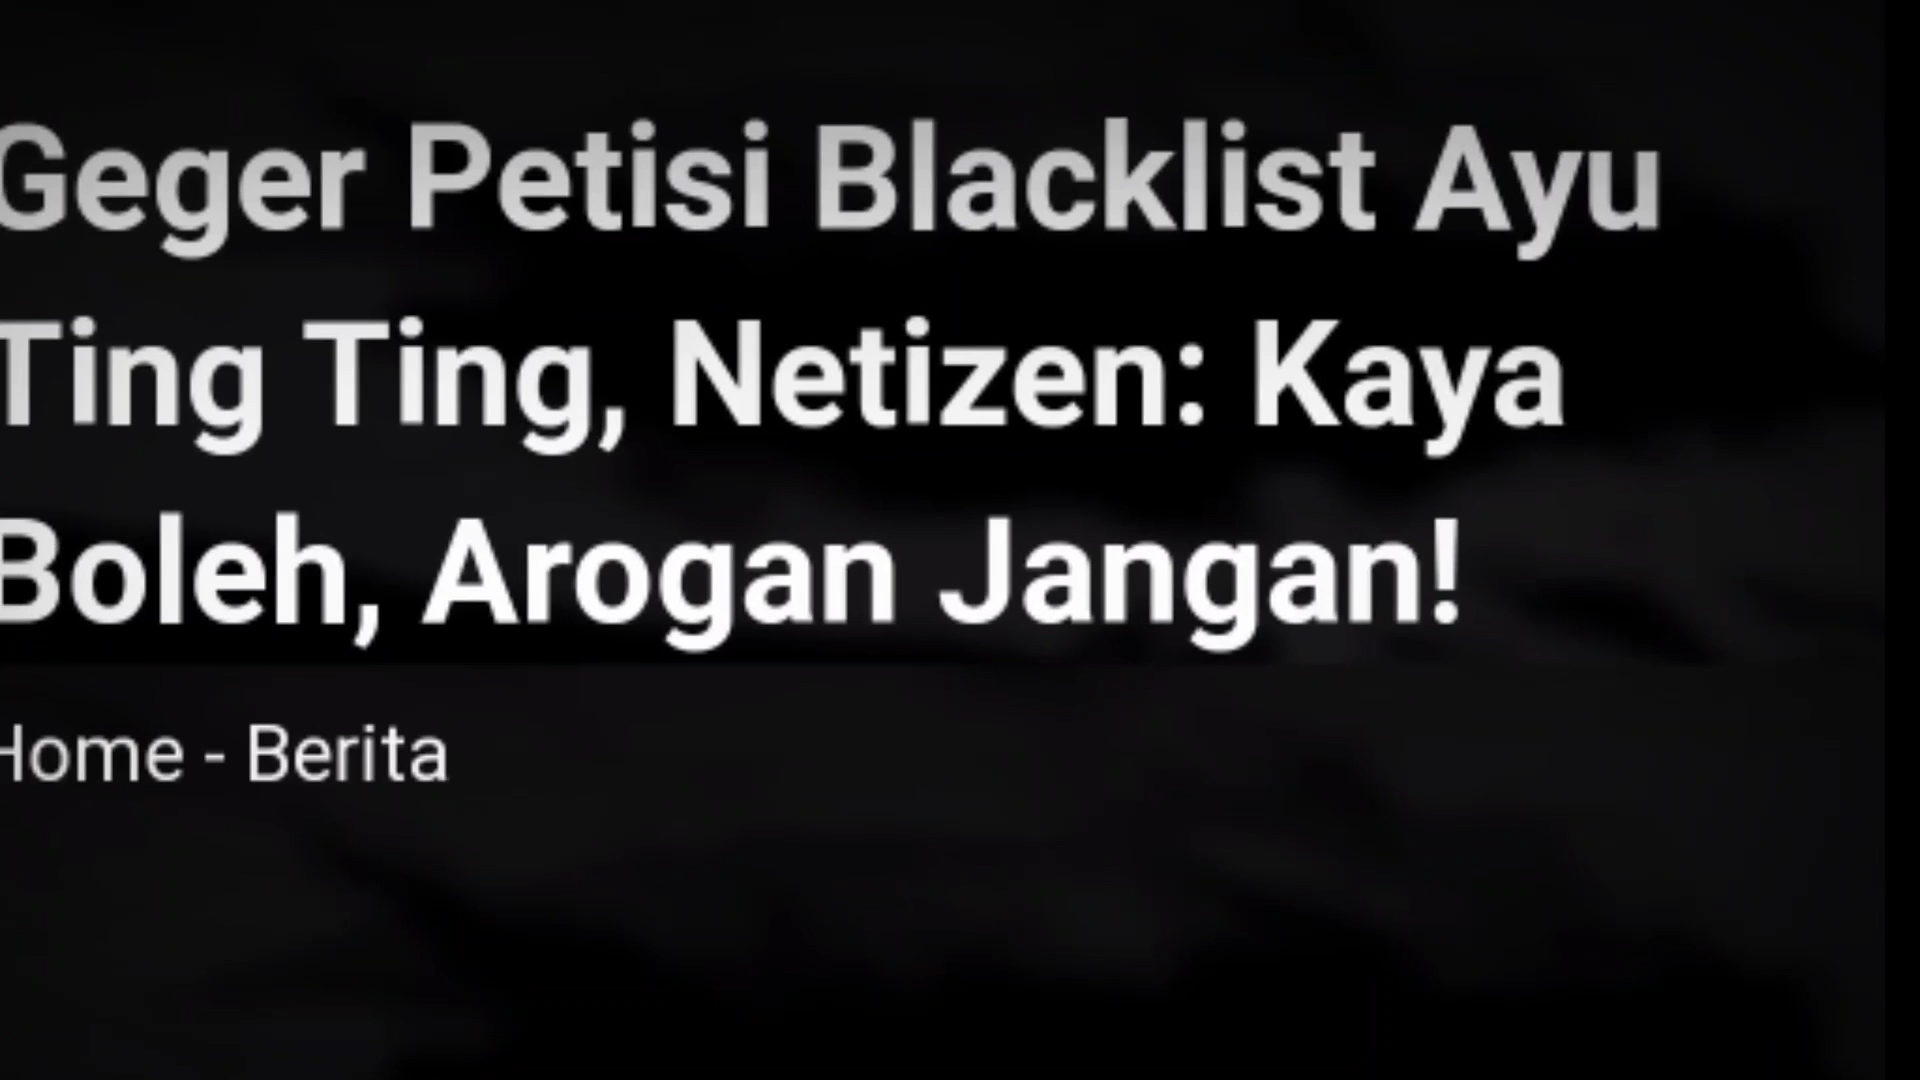 Geger Petisi Blacklist Ayu
Ting Ting, Netizen: Kaya
Boleh, Arogan Jangan!
Home - Berita